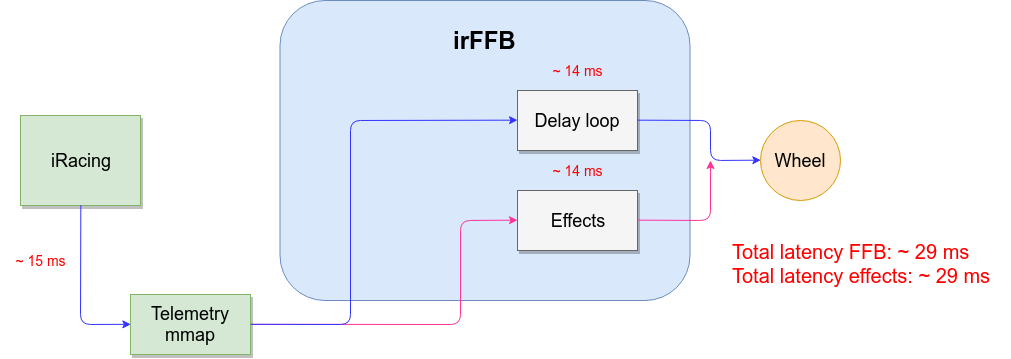 irFFB
~ 14 ms
Delay loop
iRacing
Wheel
~ 14 ms
Effects
Total latency FFB: ~ 29 ms
Total latency effects: ~ 29 ms
~ 15 ms
Telemetry
mmap